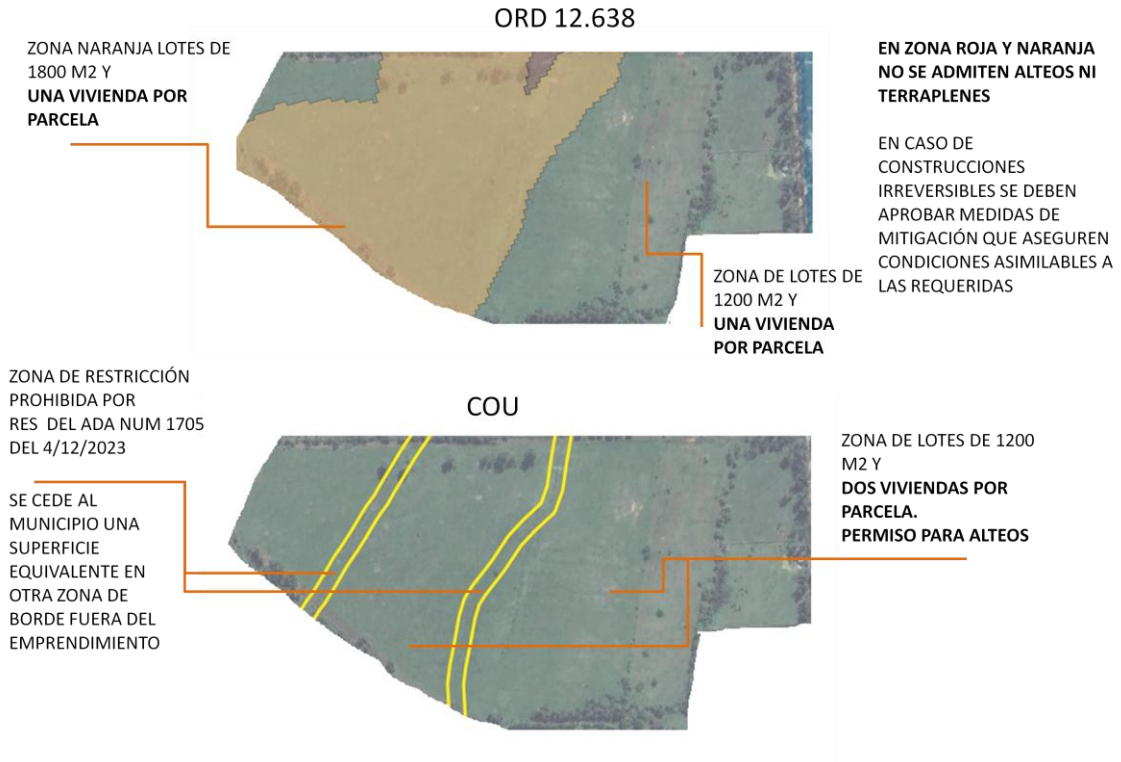 ORD 12.638
ZONA NARANJA LOTES DE
1800 M2 Y
UNA VIVIENDA POR
PARCELA
EN ZONA ROJA Y NARANJA
NO SE ADMITEN ALTEOS NI
TERRAPLENES
EN CASO DE
CONSTRUCCIONES
IRREVERSIBLES SE DEBEN
APROBAR MEDIDAS DE
MITIGACIÓN QUE ASEGUREN
CONDICIONES ASIMILABLES A
LAS REQUERIDAS
ZONA DE LOTES DE
1200 M2 Y
UNA VIVIENDA
POR PARCELA
ZONA DE RESTRICCIÓN
PROHIBIDA POR
RES DEL ADA NUM 1705
DEL 4/12/2023
SE CEDE AL
MUNICIPIO UNA
SUPERFICIE
EQUIVALENTE EN
OTRA ZONA DE
BORDE FUERA DEL
EMPRENDIMIENTO
COU
ZONA DE LOTES DE 1200
M2 Y
DOS VIVIENDAS POR
PARCELA.
PERMISO PARA ALTEOS